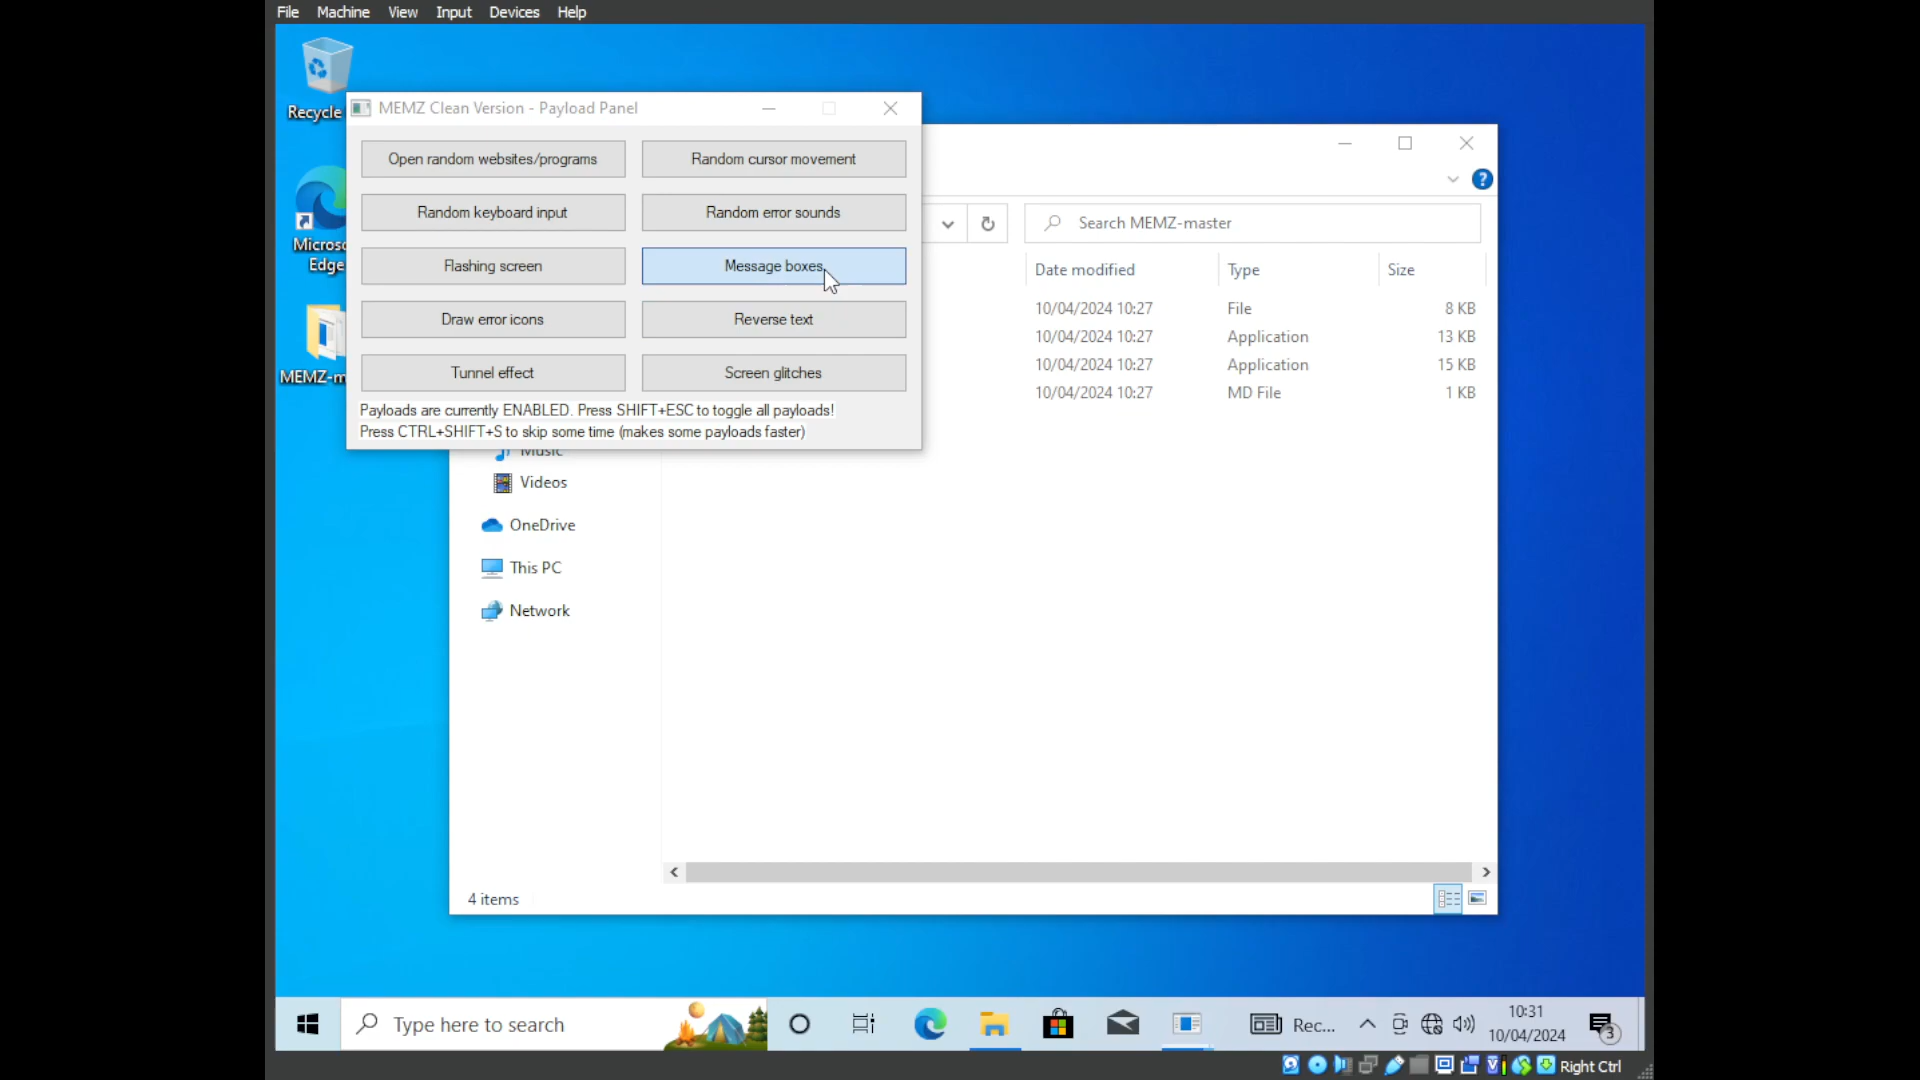 File Machine View Input Devices Help
Recycle
MEMZ Clean Version - Payload Panel
Open random websites/programs
Random cursor movement
Random keyboard input
Random error sounds
Flashing screen
Message boxes
Draw error icons
Reverse text
Tunnel effect
Screen glitches
Payloads are currently ENABLED. Press SHIFT+ESC to toggle all payloads!
Press CTRL+SHIFT+S to skip some time (makes some payloads faster)
Microso
Edge
MEMZ-m
Search MEMZ-master
Date modified Type Size
10/04/2024 10:27 File 8 KB
10/04/2024 10:27 Application 13 KB
10/04/2024 10:27 Application 15 KB
10/04/2024 10:27 MD File 1 KB
Music
Videos
OneDrive
This PC
Network
4 items
Type here to search
Rec...
10:31
10/04/2024
3
Right Ctrl